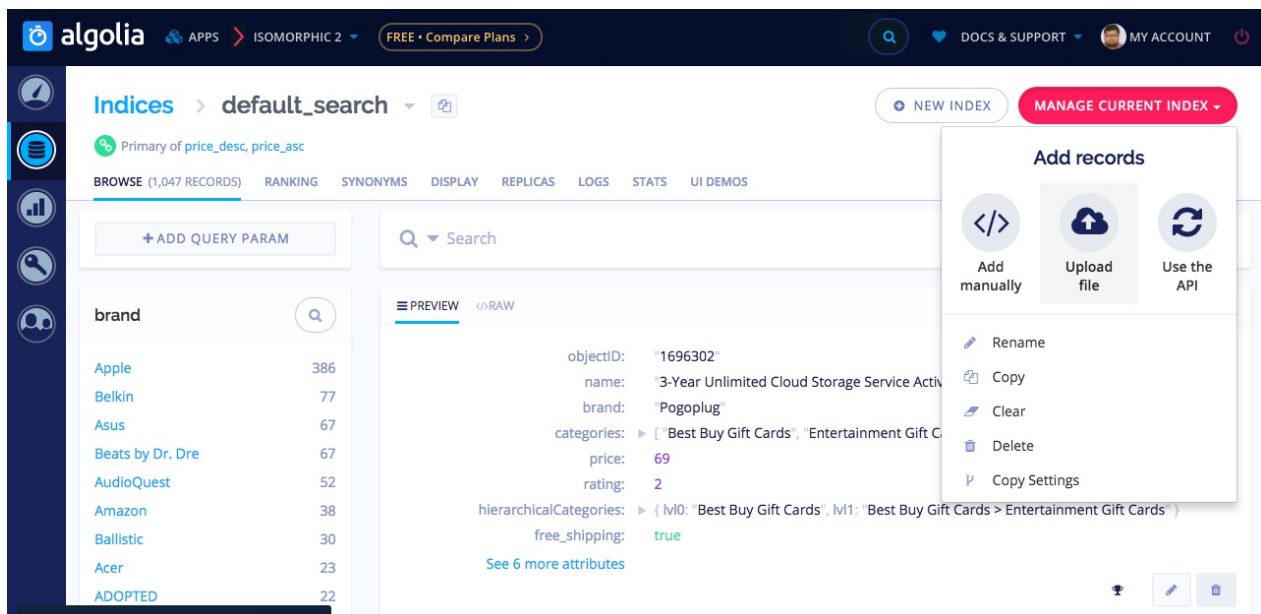 algolia APPS ISOMORPHIC 2 FREE • Compare Plans > DOCS & SUPPORT MY ACCOUNT
Indices > default_search NEW INDEX MANAGE CURRENT INDEX
Primary of price_desc, price_asc
BROWSE (1,047 RECORDS) RANKING SYNONYMS DISPLAY REPLICAS LOGS STATS UI DEMOS
Add records
</> Add manually
Upload file
Use the API
Rename
Copy
Clear
Delete
Copy Settings
+ ADD QUERY PARAM
Search
brand
Apple 386
Belkin 77
Asus 67
Beats by Dr. Dre 67
AudioQuest 52
Amazon 38
Ballistic 30
Acer 23
ADOPTED 22
PREVIEW </>RAW
objectID: "1696302"
name: "3-Year Unlimited Cloud Storage Service Activ
brand: "Pogoplug"
categories: [ "Best Buy Gift Cards", "Entertainment Gift C
price: 69
rating: 2
hierarchicalCategories: { lvl0: "Best Buy Gift Cards", lvl1: "Best Buy Gift Cards > Entertainment Gift Cards" }
free_shipping: true
See 6 more attributes